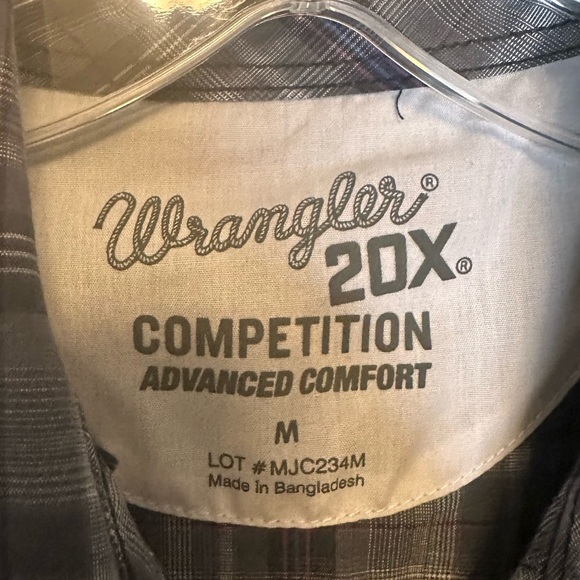 Wrangler®
20X®
COMPETITION
ADVANCED COMFORT
M
LOT #MJC234M
Made in Bangladesh